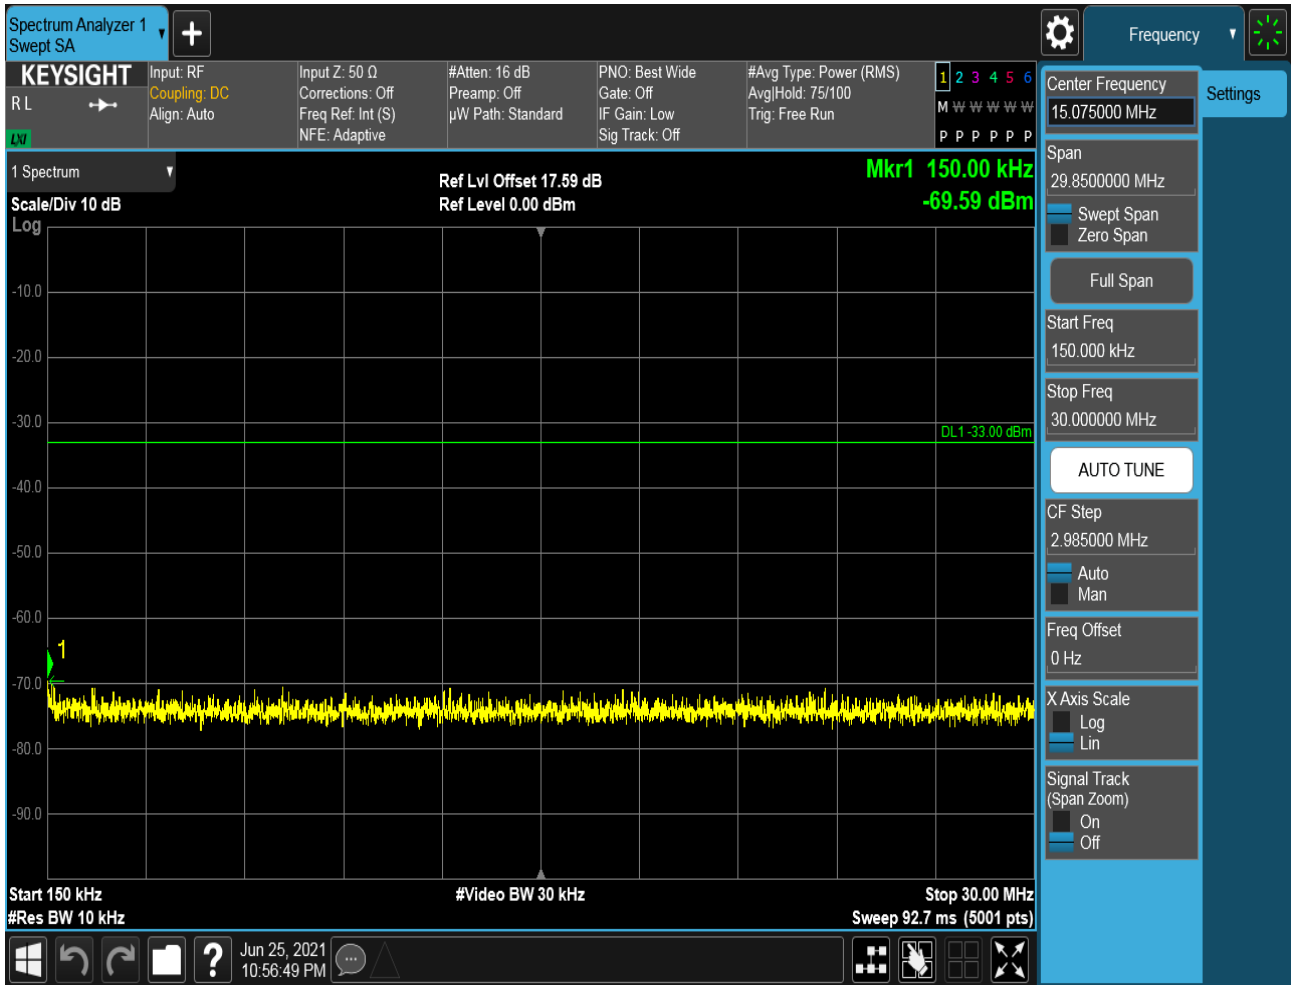 Spectrum Analyzer 1
Swept SA
Frequency
KEYSIGHT
R L
LXI
Input: RF
Coupling: DC
Align: Auto
Input Z: 50 Ω
Corrections: Off
Freq Ref: Int (S)
NFE: Adaptive
#Atten: 16 dB
Preamp: Off
µW Path: Standard
PNO: Best Wide
Gate: Off
IF Gain: Low
Sig Track: Off
#Avg Type: Power (RMS)
Avg|Hold: 75/100
Trig: Free Run
1 2 3 4 5 6
M W W W W W
P P P P P P
1 Spectrum
Scale/Div 10 dB
Log
Ref Lvl Offset 17.59 dB
Ref Level 0.00 dBm
Mkr1 150.00 kHz
-69.59 dBm
-10.0
-20.0
-30.0
DL1 -33.00 dBm
-40.0
-50.0
-60.0
1
-70.0
-80.0
-90.0
Start 150 kHz
#Video BW 30 kHz
Stop 30.00 MHz
#Res BW 10 kHz
Sweep 92.7 ms (5001 pts)
Jun 25, 2021
10:56:49 PM
Center Frequency
15.075000 MHz
Settings
Span
29.8500000 MHz
Swept Span
Zero Span
Full Span
Start Freq
150.000 kHz
Stop Freq
30.000000 MHz
AUTO TUNE
CF Step
2.985000 MHz
Auto
Man
Freq Offset
0 Hz
X Axis Scale
Log
Lin
Signal Track
(Span Zoom)
On
Off